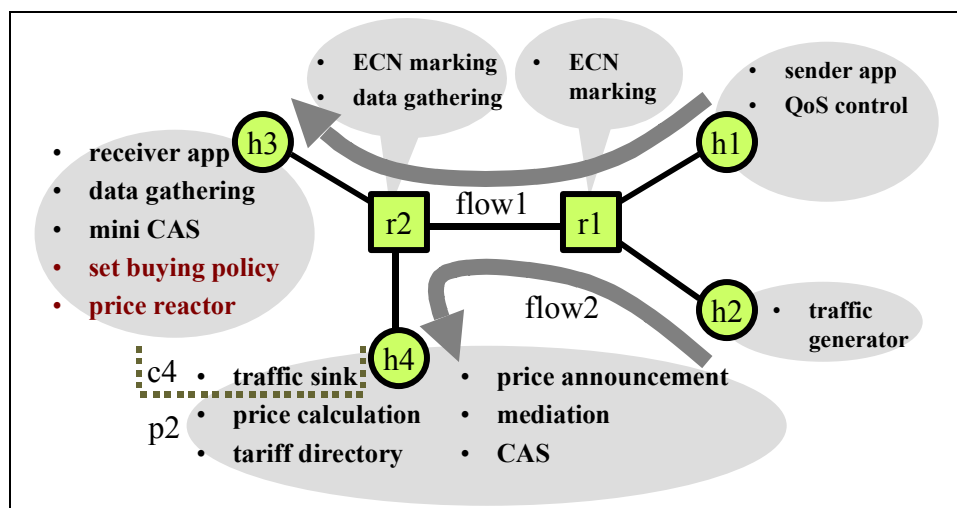 • ECN marking
• data gathering
• ECN
marking
• sender app
• QoS control
h3
h1
• receiver app
• data gathering
• mini CAS
• set buying policy
• price reactor
flow1
r2
r1
flow2
h2
• traffic
generator
h4
c4
• traffic sink
p2
• price calculation
• tariff directory
• price announcement
• mediation
• CAS